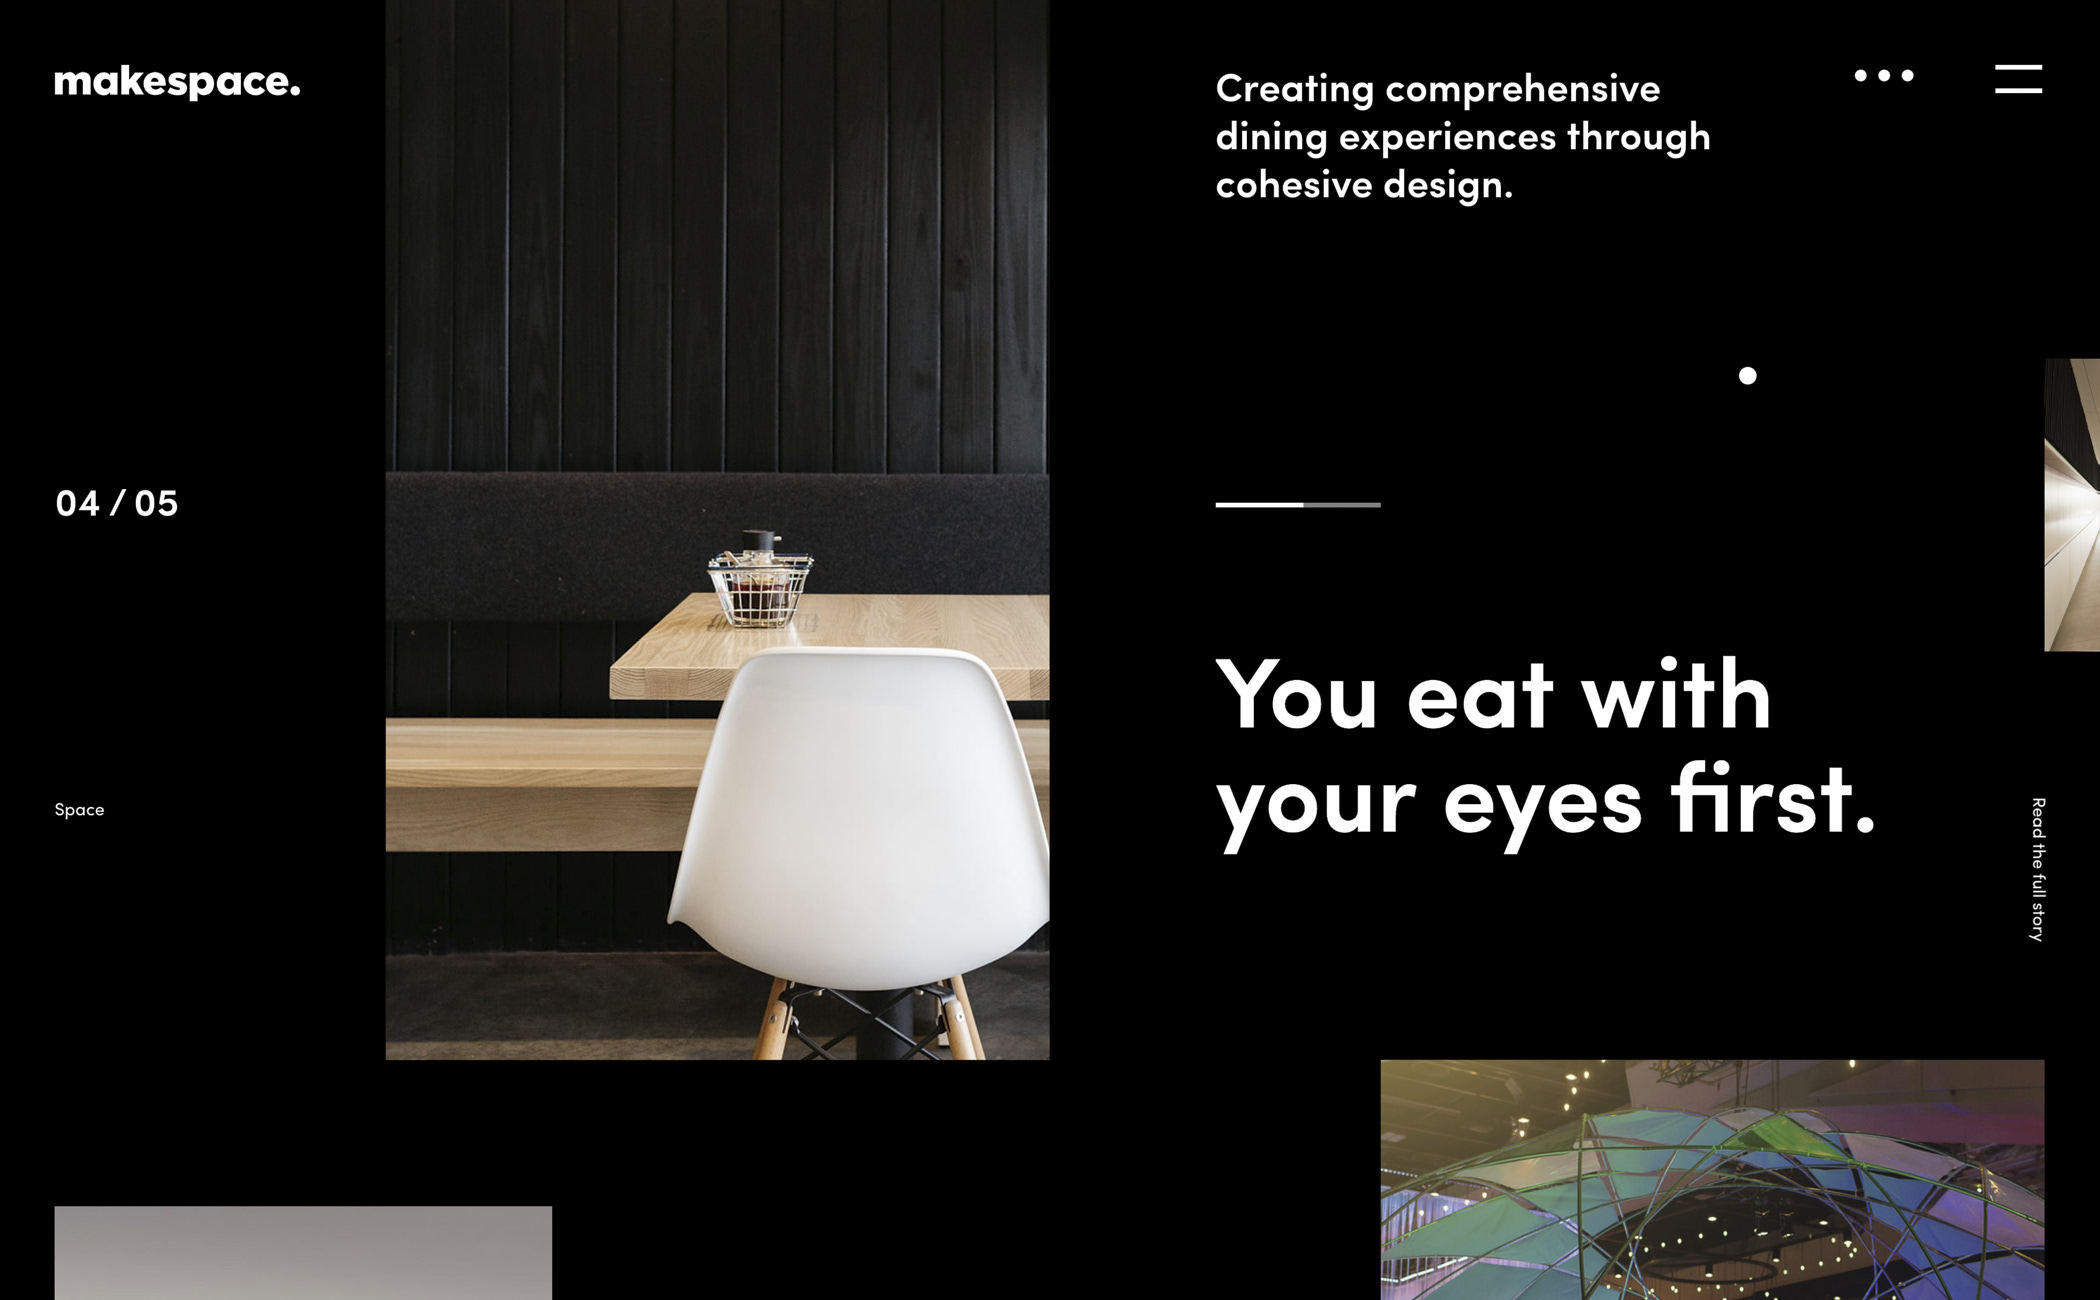 makespace.
Creating comprehensive
dining experiences through
cohesive design.
04 / 05
You eat with
your eyes first.
Space
Read the full story